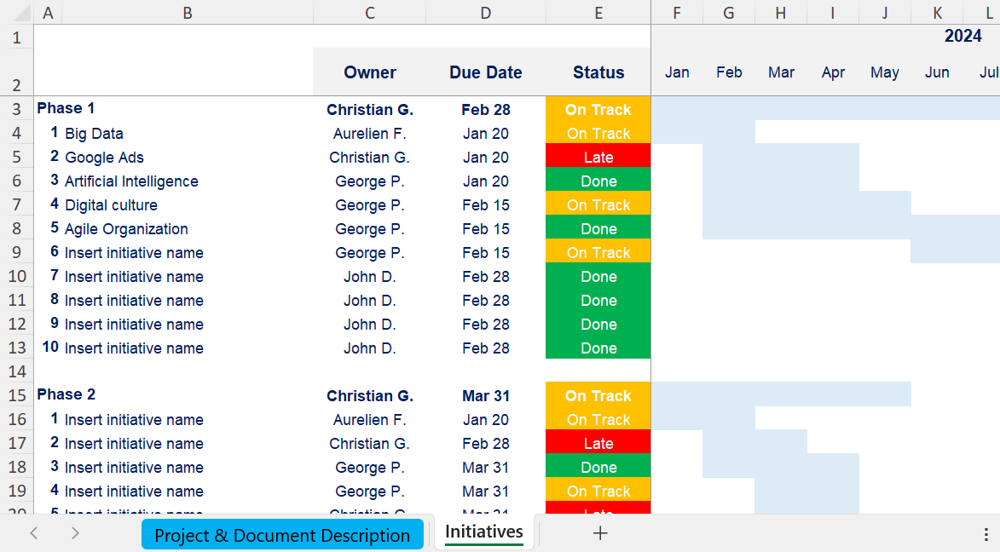 A B C D E F G H I J K L
1 2024
2 Owner Due Date Status Jan Feb Mar Apr May Jun Jul
3 Phase 1 Christian G. Feb 28 On Track
4 1 Big Data Aurelien F. Jan 20 On Track
5 2 Google Ads Christian G. Jan 20 Late
6 3 Artificial Intelligence George P. Jan 20 Done
7 4 Digital culture George P. Feb 15 On Track
8 5 Agile Organization George P. Feb 15 Done
9 6 Insert initiative name George P. Feb 15 On Track
10 7 Insert initiative name John D. Feb 28 Done
11 8 Insert initiative name John D. Feb 28 Done
12 9 Insert initiative name John D. Feb 28 Done
13 10 Insert initiative name John D. Feb 28 Done
14
15 Phase 2 Christian G. Mar 31 On Track
16 1 Insert initiative name Aurelien F. Jan 20 On Track
17 2 Insert initiative name Christian G. Feb 28 Late
18 3 Insert initiative name George P. Mar 31 Done
19 4 Insert initiative name George P. Mar 31 On Track
20 5 Insert initiative name Christian G. Mar 31 Late
Project & Document Description Initiatives